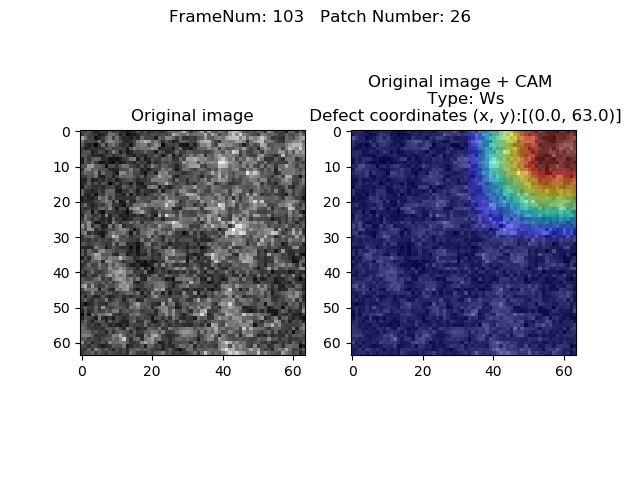 FrameNum: 103   Patch Number: 26
Original image
Original image + CAM
Type: Ws
Defect coordinates (x, y):[(0.0, 63.0)]
0
10
20
30
40
50
60
0 20 40 60
0
10
20
30
40
50
60
0 20 40 60